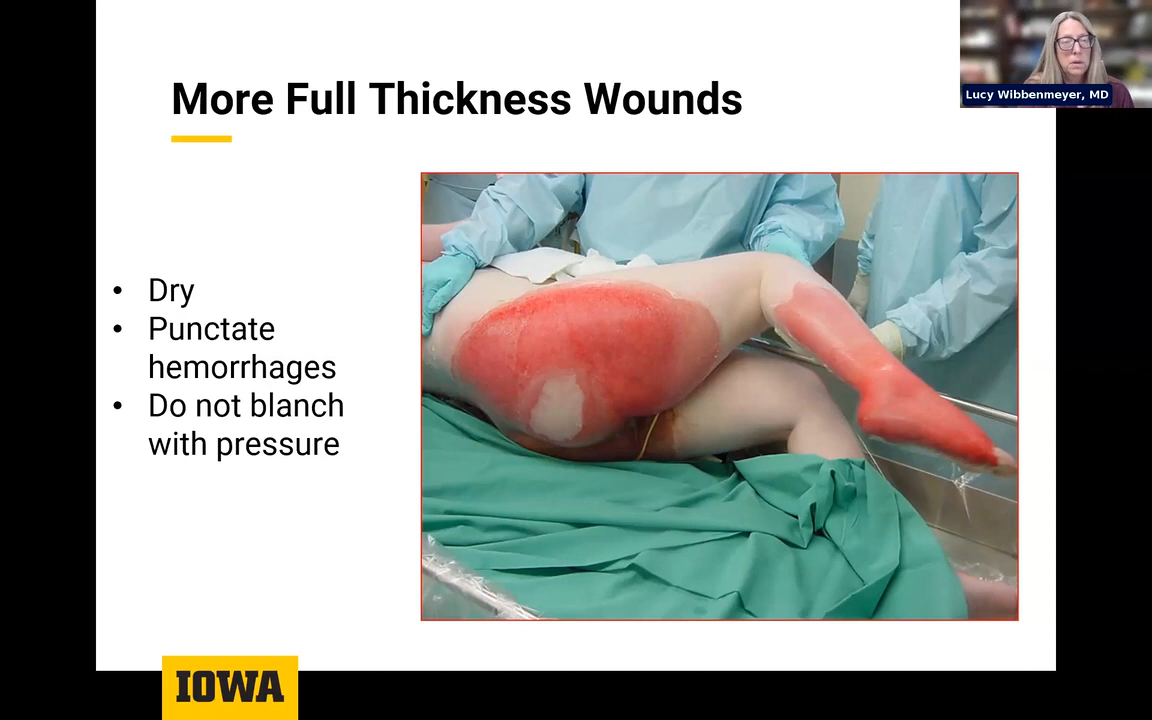 Lucy Wibbenmeyer, MD
More Full Thickness Wounds
• Dry
• Punctate
hemorrhages
• Do not blanch
with pressure
IOWA